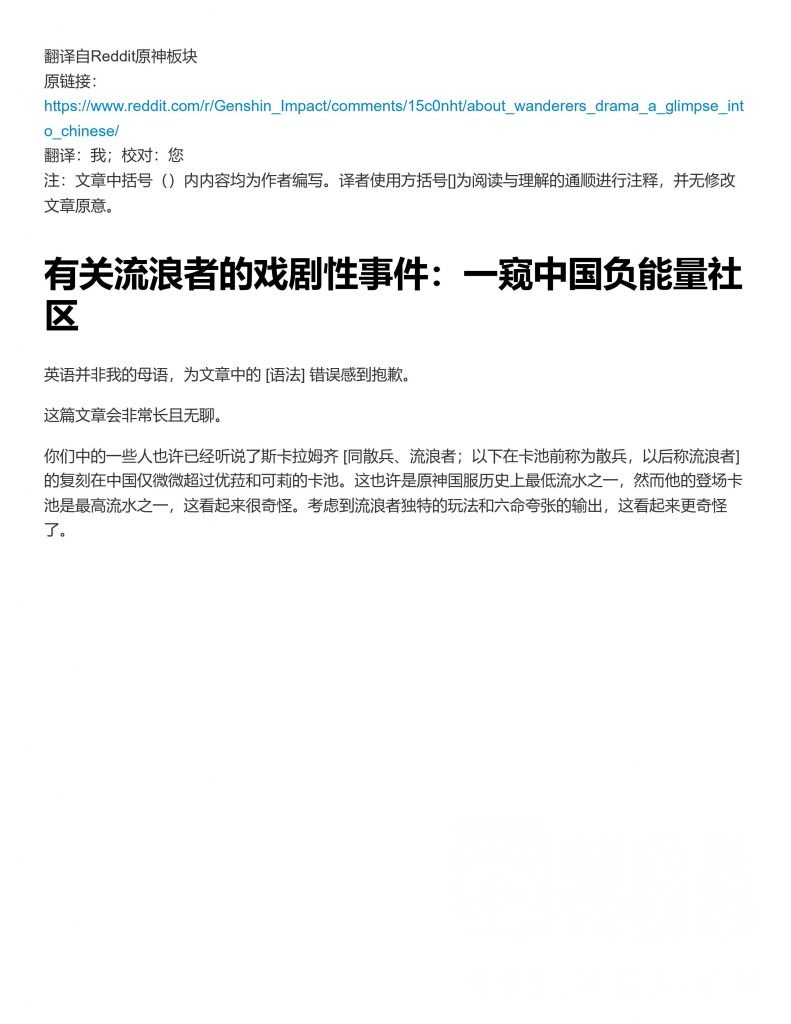 翻译自Reddit原神板块
原链接：
https://www.reddit.com/r/Genshin_Impact/comments/15c0nht/about_wanderers_drama_a_glimpse_int
o_chinese/
翻译：我；校对：您
注：文章中括号（）内内容均为作者编写。译者使用方括号[]为阅读与理解的通顺进行注释，并无修改
文章原意。
有关流浪者的戏剧性事件：一窥中国负能量社
区
英语并非我的母语，为文章中的 [语法] 错误感到抱歉。
这篇文章会非常长且无聊。
你们中的一些人也许已经听说了斯卡拉姆齐 [同散兵、流浪者；以下在卡池前称为散兵，以后称流浪者]
的复刻在中国仅微微超过优菈和可莉的卡池。这也许是原神国服历史上最低流水之一，然而他的登场卡
池是最高流水之一，这看起来很奇怪。考虑到流浪者独特的玩法和六命夸张的输出，这看起来更奇怪
了。